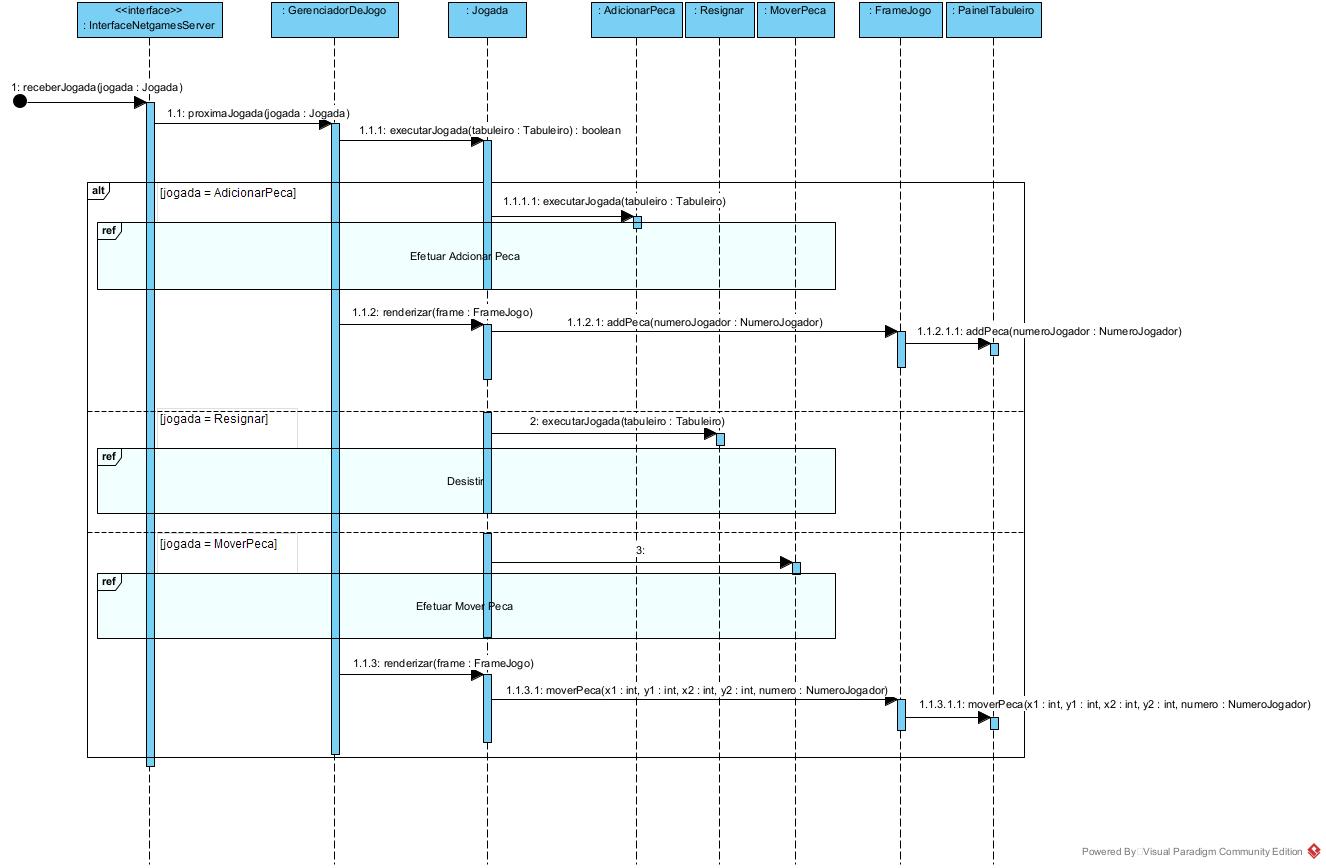 <<interface>>
: InterfaceNetgamesServer
: GerenciadorDeJogo
: Jogada
: AdicionarPeca
: Resignar
: MoverPeca
: FrameJogo
: PainelTabuleiro
1: receberJogada(jogada : Jogada)
1.1: proximaJogada(jogada : Jogada)
1.1.1: executarJogada(tabuleiro : Tabuleiro) : boolean
alt
[jogada = AdicionarPeca]
1.1.1.1: executarJogada(tabuleiro : Tabuleiro)
ref
Efetuar Adcionar Peca
1.1.2: renderizar(frame : FrameJogo)
1.1.2.1: addPeca(numeroJogador : NumeroJogador)
1.1.2.1.1: addPeca(numeroJogador : NumeroJogador)
[jogada = Resignar]
2: executarJogada(tabuleiro : Tabuleiro)
ref
Desistir
[jogada = MoverPeca]
3:
ref
Efetuar Mover Peca
1.1.3: renderizar(frame : FrameJogo)
1.1.3.1: moverPeca(x1 : int, y1 : int, x2 : int, y2 : int, numero : NumeroJogador)
1.1.3.1.1: moverPeca(x1 : int, y1 : int, x2 : int, y2 : int, numero : NumeroJogador)
Powered By Visual Paradigm Community Edition